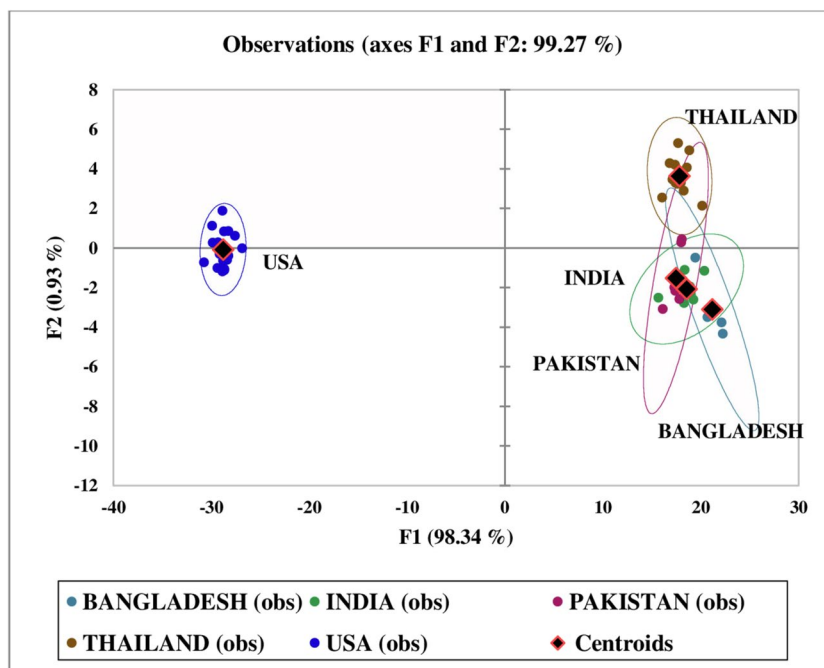 Observations (axes F1 and F2: 99.27 %)
8
6
4
2
0
-2
-4
-6
-8
-10
-12
F2 (0.93 %)
THAILAND
USA
INDIA
PAKISTAN
BANGLADESH
-40 -30 -20 -10 0 10 20 30
F1 (98.34 %)
BANGLADESH (obs) INDIA (obs) PAKISTAN (obs)
THAILAND (obs) USA (obs) Centroids